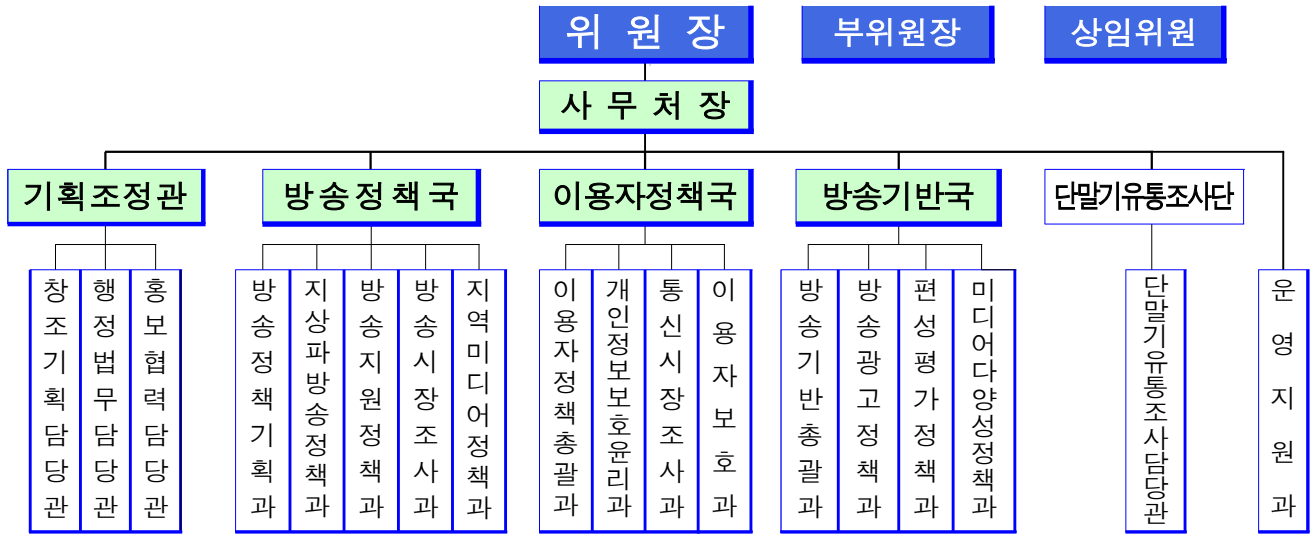 위 원 장
부위원장
상임위원
사 무 처 장
기획조정관
방송정책국
이용자정책국
방송기반국
단말기유통조사단
창조기획담당관
행정법무담당관
홍보협력담당관
방송정책기획과
지상파방송정책과
방송지원정책과
방송시장조사과
지역미디어정책과
이용자정책총괄과
개인정보보호윤리과
통신시장조사과
이용자보호과
방송기반총괄과
방송광고정책과
편성평가정책과
미디어다양성정책과
단말기유통조사담당관
운영지원과